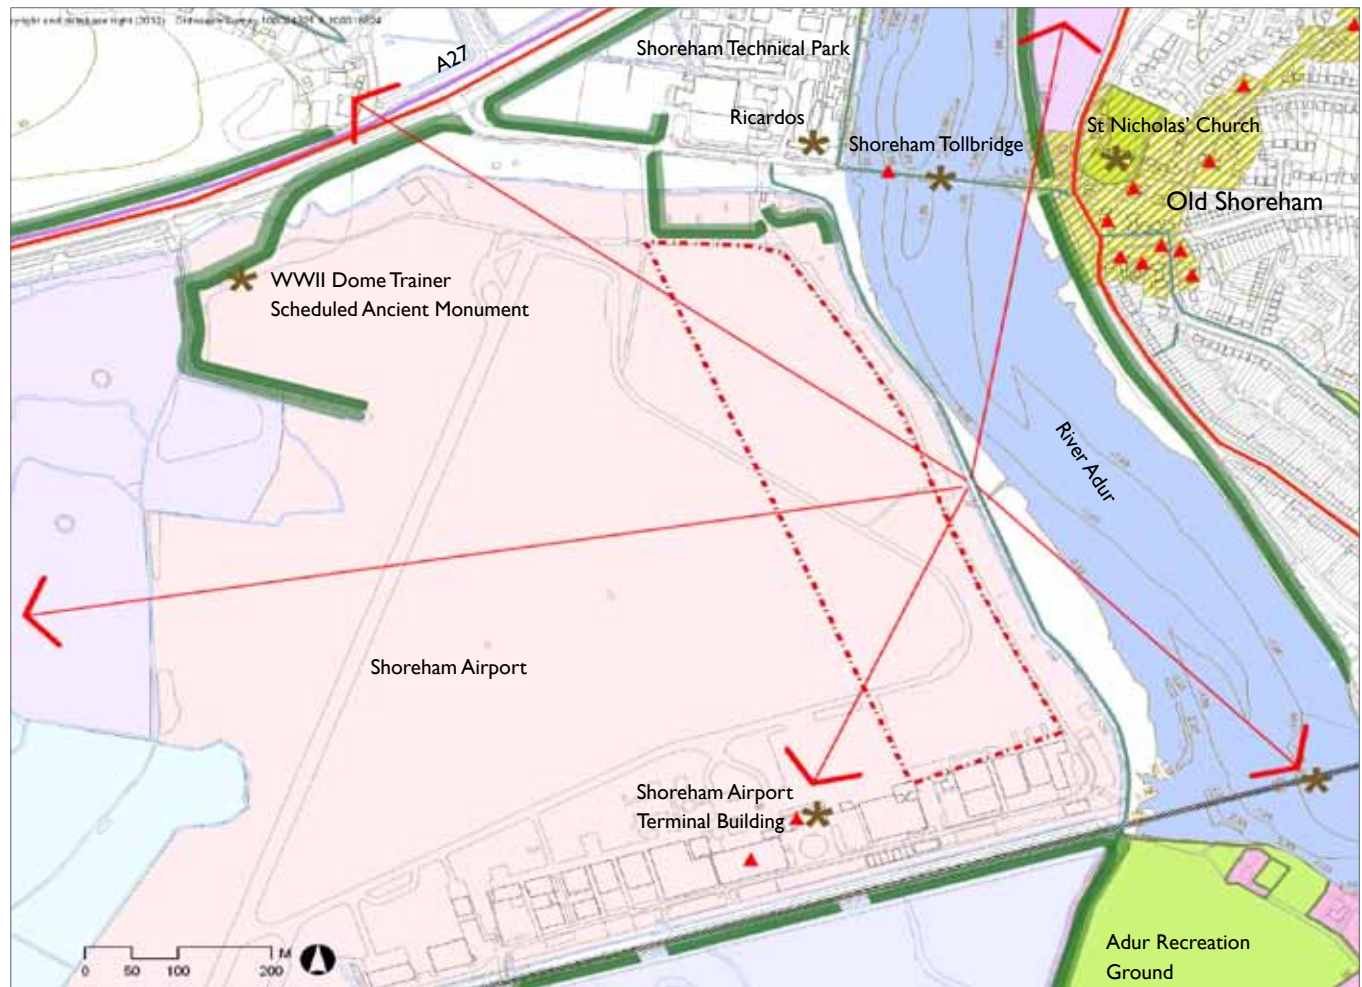 Shoreham Technical Park
A27
Ricardos
Shoreham Tollbridge
St Nicholas' Church
Old Shoreham
WWII Dome Trainer
Scheduled Ancient Monument
River Adur
Shoreham Airport
Shoreham Airport
Terminal Building
Adur Recreation
Ground
M
0 50 100 200